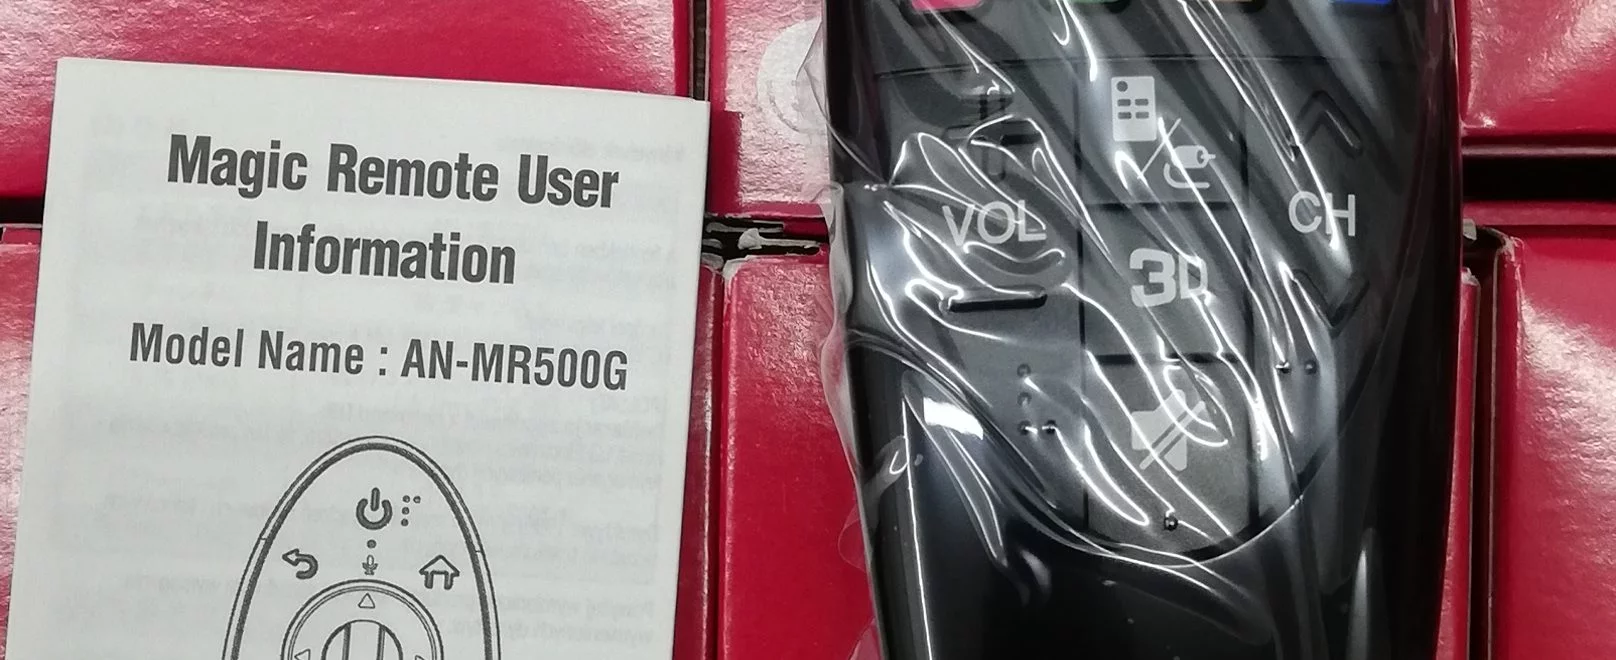 Magic Remote User
Information
Model Name : AN-MR500G
VOL
3D
CH